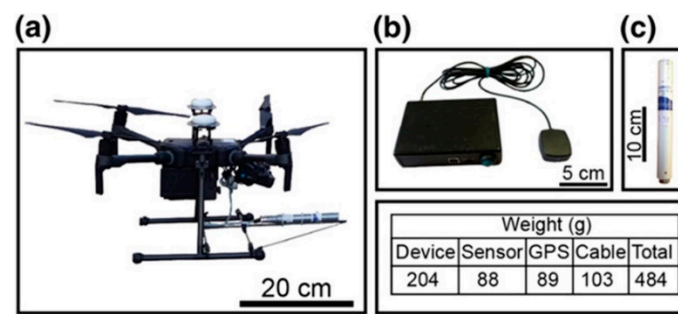 (a)
(b)
(c)
20 cm
5 cm
10 cm
Weight (g)
Device Sensor GPS Cable Total
204 88 89 103 484